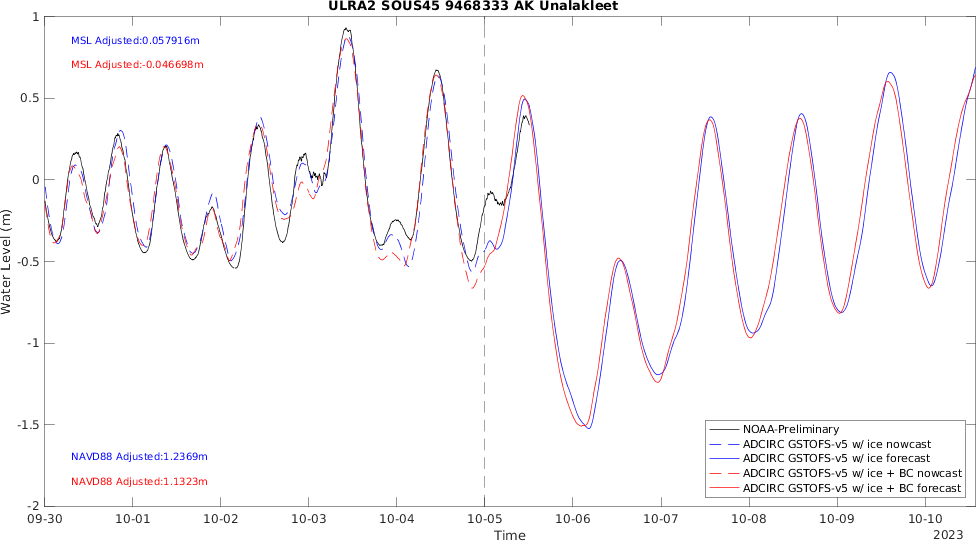 ULRA2 SOUS45 9468333 AK Unalakleet
1
MSL Adjusted:0.057916m
MSL Adjusted:-0.046698m
0.5
0
-0.5
Water Level (m)
-1
-1.5
NOAA-Preliminary
ADCIRC GSTOFS-v5 w/ ice nowcast
NAVD88 Adjusted:1.2369m
ADCIRC GSTOFS-v5 w/ ice forecast
ADCIRC GSTOFS-v5 w/ ice + BC nowcast
NAVD88 Adjusted:1.1323m
ADCIRC GSTOFS-v5 w/ ice + BC forecast
-2
09-30 10-01 10-02 10-03 10-04 10-05 10-06 10-07 10-08 10-09 10-10
Time
2023